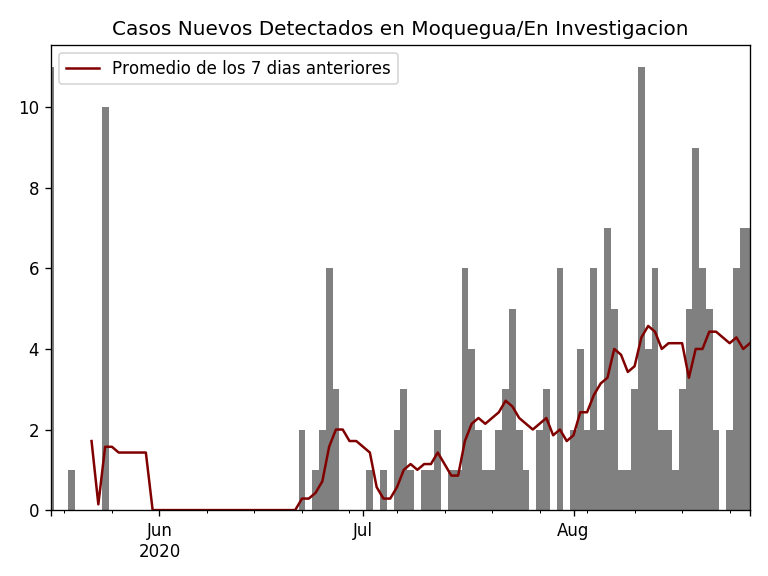 Casos Nuevos Detectados en Moquegua/En Investigacion
Promedio de los 7 dias anteriores
10
8
6
4
2
0
Jun
2020
Jul
Aug